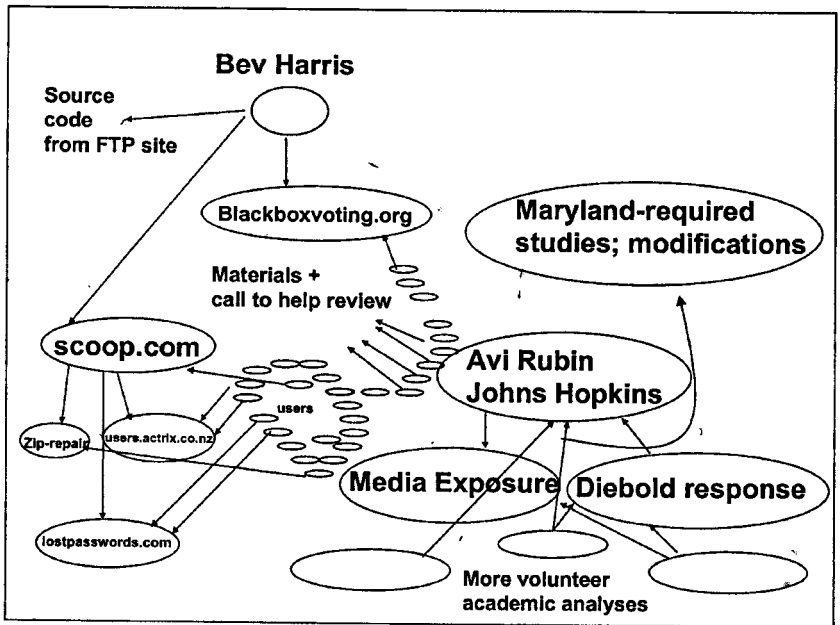 Bev Harris
Source
code
from FTP site
Blackboxvoting.org
Maryland-required
studies; modifications
Materials +
call to help review
scoop.com
Avi Rubin
Johns Hopkins
users
Zip-repair
users.actrix.co.nz
Media Exposure
Diebold response
lostpasswords.com
More volunteer
academic analyses